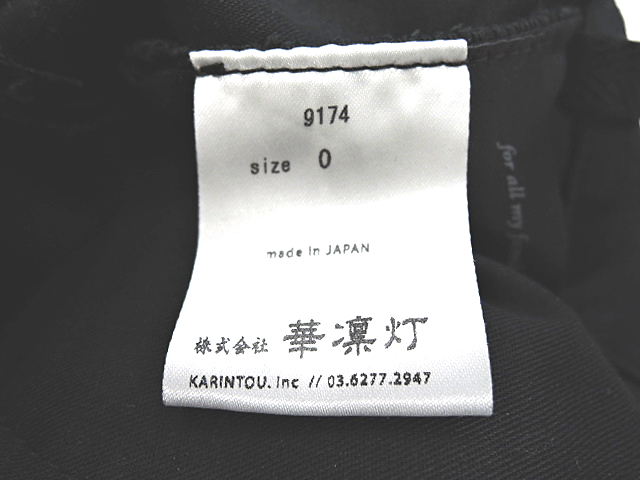 9174
size 0
made in JAPAN
株式会社 華凜灯
KARINTOU. Inc // 03.6277.2947
for all my